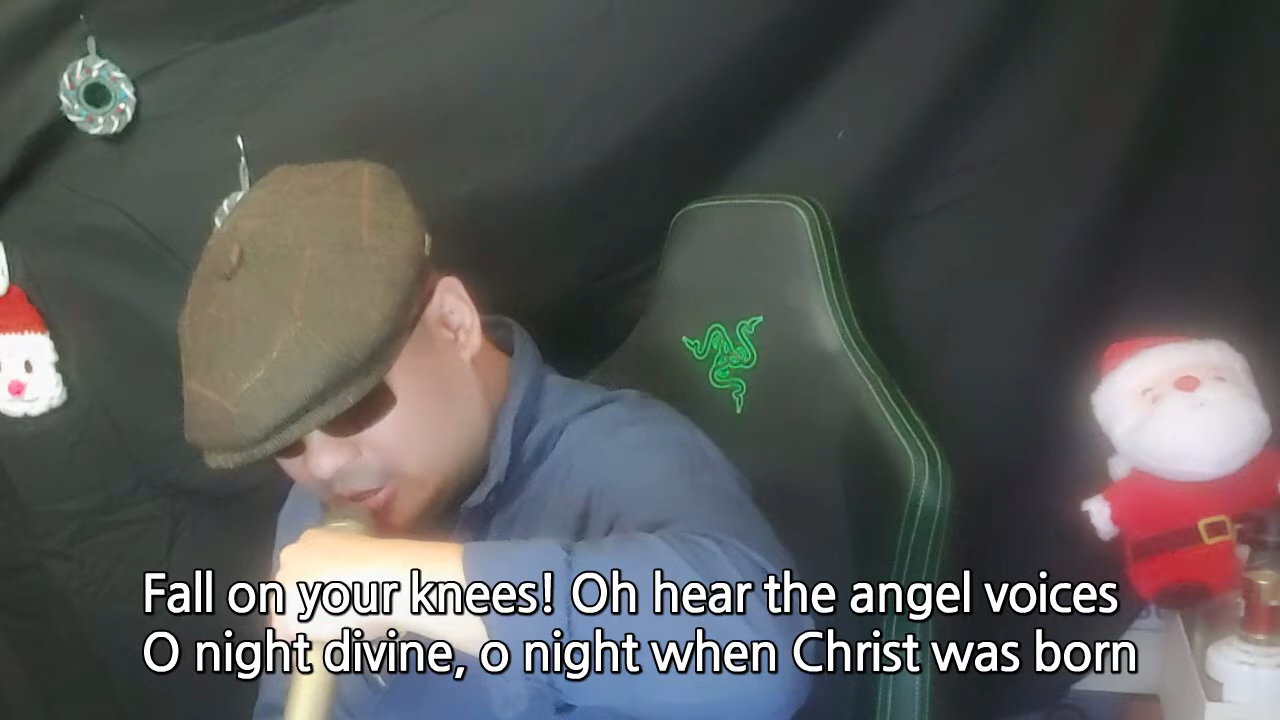 Fall on your knees! Oh hear the angel voices
O night divine, o night when Christ was born